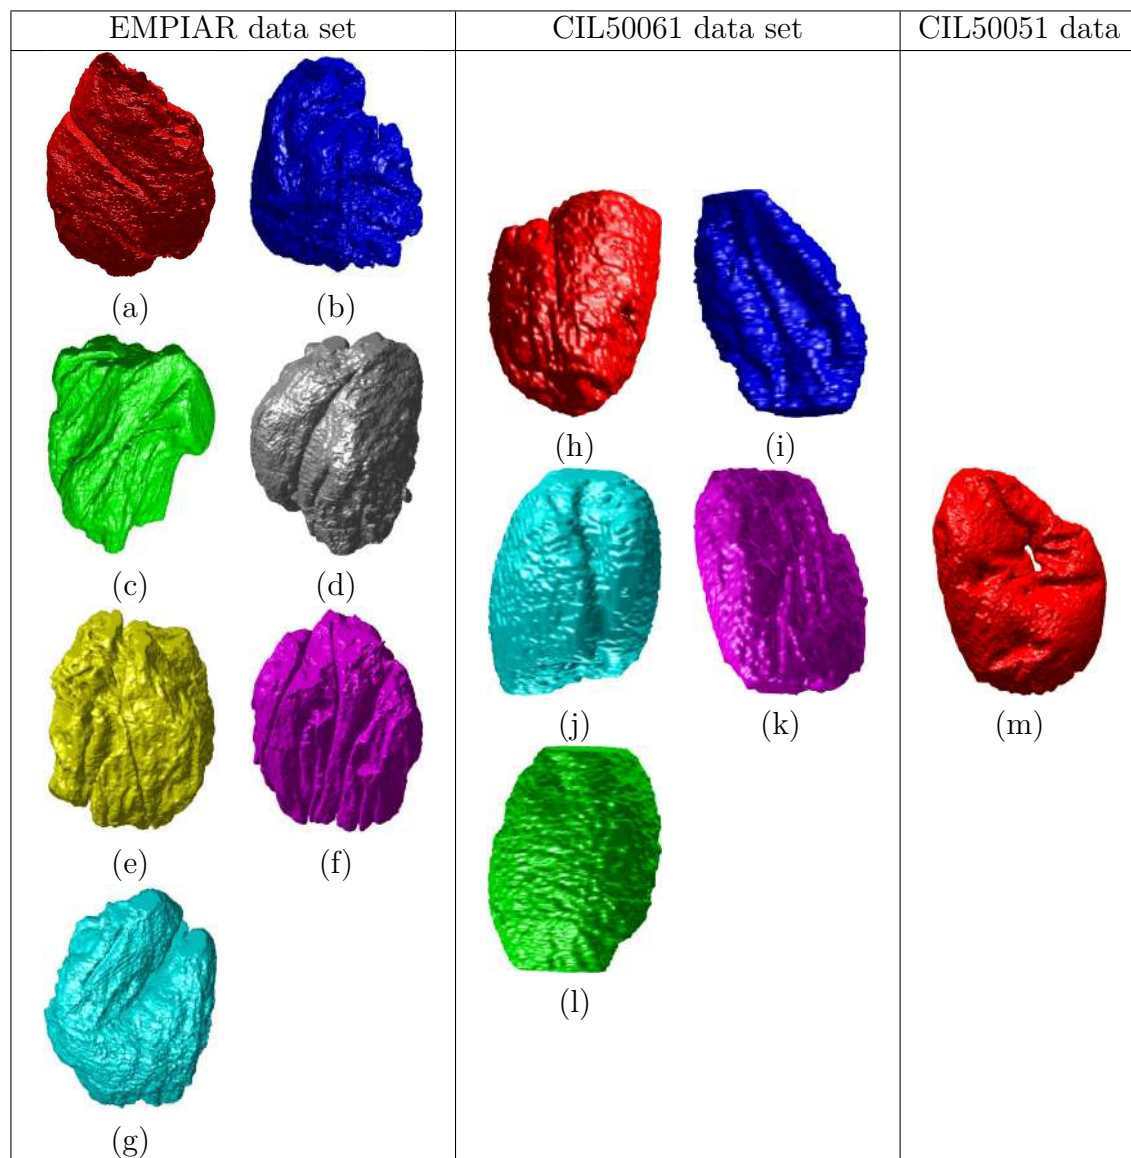 EMPIAR data set CIL50061 data set CIL50051 data
(a) (b)
(c) (d)
(e) (f)
(g)
(h) (i)
(j) (k)
(l)
(m)